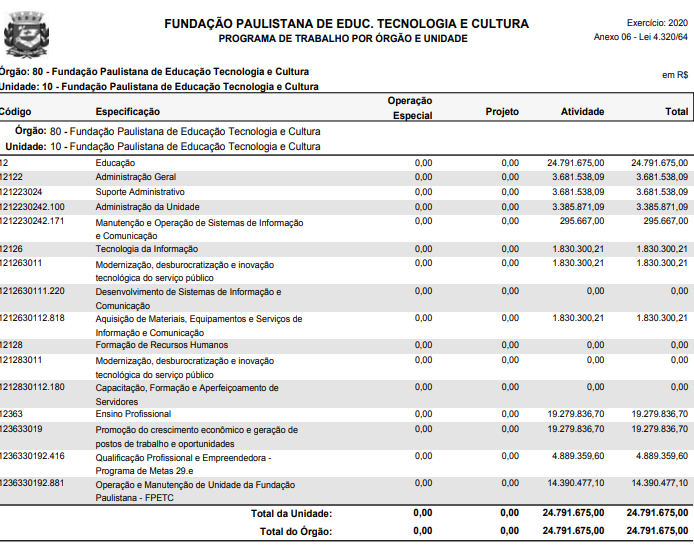 FUNDAÇÃO PAULISTANA DE EDUC. TECNOLOGIA E CULTURA
Exercício: 2020
PROGRAMA DE TRABALHO POR ÓRGÃO E UNIDADE
Anexo 06 - Lei 4.320/64
Órgão: 80 - Fundação Paulistana de Educação Tecnologia e Cultura
em R$
Unidade: 10 - Fundação Paulistana de Educação Tecnologia e Cultura
Código Especificação Operação Especial Projeto Atividade Total
Órgão: 80 - Fundação Paulistana de Educação Tecnologia e Cultura
Unidade: 10 - Fundação Paulistana de Educação Tecnologia e Cultura
12 Educação 0,00 0,00 24.791.675,00 24.791.675,00
12122 Administração Geral 0,00 0,00 3.681.538,09 3.681.538,09
121223024 Suporte Administrativo 0,00 0,00 3.681.538,09 3.681.538,09
1212230242.100 Administração da Unidade 0,00 0,00 3.385.871,09 3.385.871,09
1212230242.171 Manutenção e Operação de Sistemas de Informação 0,00 0,00 295.667,00 295.667,00
e Comunicação
12126 Tecnologia da Informação 0,00 0,00 1.830.300,21 1.830.300,21
121263011 Modernização, desburocratização e inovação 0,00 0,00 1.830.300,21 1.830.300,21
tecnológica do serviço público
1212630111.220 Desenvolvimento de Sistemas de Informação e 0,00 0,00 0,00 0,00
Comunicação
1212630112.818 Aquisição de Materiais, Equipamentos e Serviços de 0,00 0,00 1.830.300,21 1.830.300,21
Informação e Comunicação
12128 Formação de Recursos Humanos 0,00 0,00 0,00 0,00
121283011 Modernização, desburocratização e inovação 0,00 0,00 0,00 0,00
tecnológica do serviço público
1212830112.180 Capacitação, Formação e Aperfeiçoamento de 0,00 0,00 0,00 0,00
Servidores
12363 Ensino Profissional 0,00 0,00 19.279.836,70 19.279.836,70
123633019 Promoção do crescimento econômico e geração de 0,00 0,00 19.279.836,70 19.279.836,70
postos de trabalho e oportunidades
1236330192.416 Qualificação Profissional e Empreendedora - 0,00 0,00 4.889.359,60 4.889.359,60
Programa de Metas 29.e
1236330192.881 Operação e Manutenção de Unidade da Fundação 0,00 0,00 14.390.477,10 14.390.477,10
Paulistana - FPETC
Total da Unidade: 0,00 0,00 24.791.675,00 24.791.675,00
Total do Órgão: 0,00 0,00 24.791.675,00 24.791.675,00